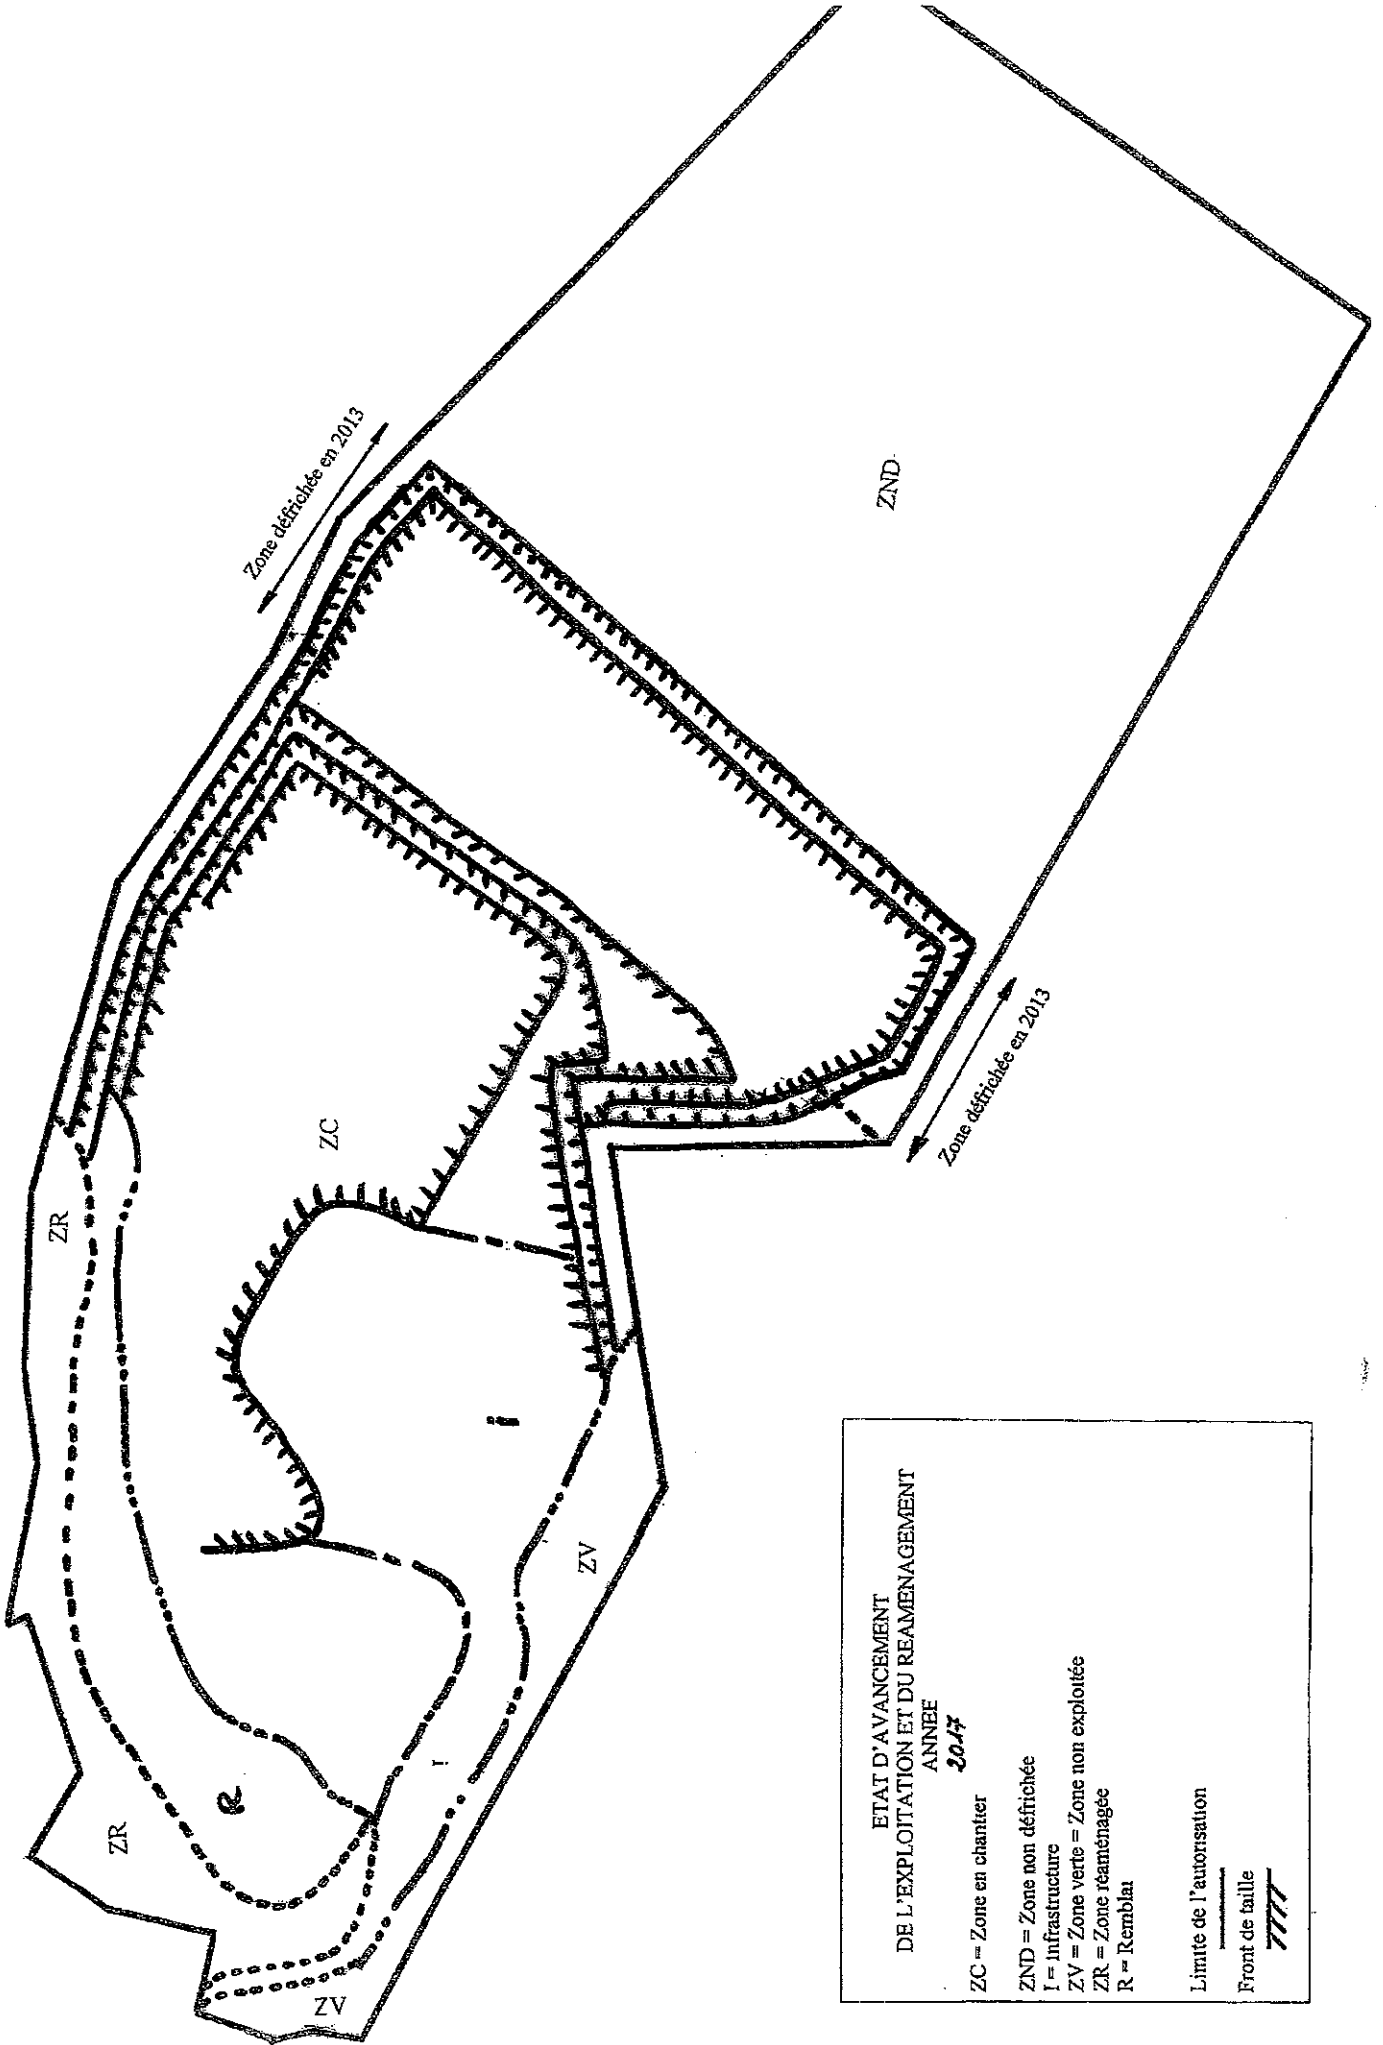 Zone défrichée en 2013
ZND
ZC
ZR
Zone défrichée en 2013
i
ZV
R
ZR
I
ZV
ETAT D'AVANCEMENT
DE L'EXPLOITATION ET DU REAMENAGEMENT
ANNEE
2017
ZC = Zone en chantier
ZND = Zone non défrichée
I = Infrastructure
ZV = Zone verte = Zone non exploitée
ZR = Zone réaménagée
R = Remblai
Limite de l'autorisation
Front de taille